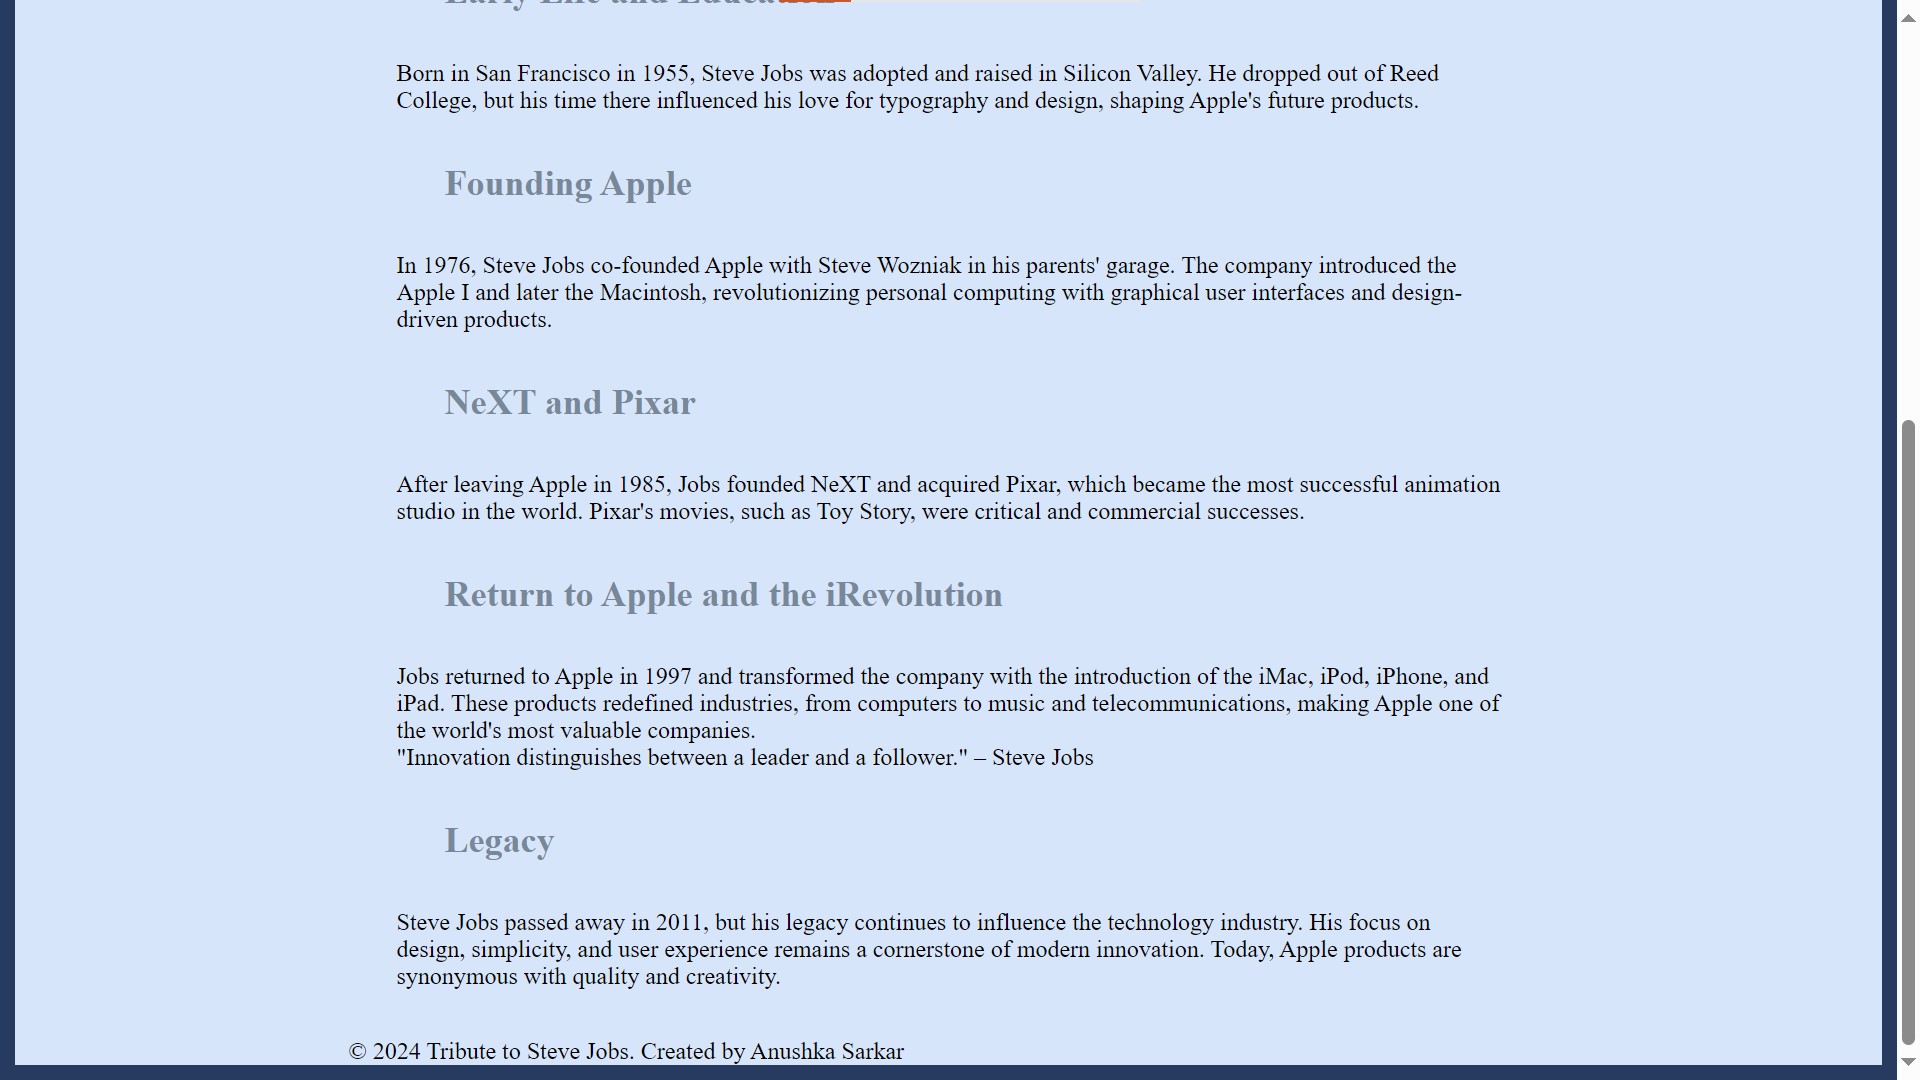 Early Life and Education
Born in San Francisco in 1955, Steve Jobs was adopted and raised in Silicon Valley. He dropped out of Reed
College, but his time there influenced his love for typography and design, shaping Apple's future products.
Founding Apple
In 1976, Steve Jobs co-founded Apple with Steve Wozniak in his parents' garage. The company introduced the
Apple I and later the Macintosh, revolutionizing personal computing with graphical user interfaces and design-
driven products.
NeXT and Pixar
After leaving Apple in 1985, Jobs founded NeXT and acquired Pixar, which became the most successful animation
studio in the world. Pixar's movies, such as Toy Story, were critical and commercial successes.
Return to Apple and the iRevolution
Jobs returned to Apple in 1997 and transformed the company with the introduction of the iMac, iPod, iPhone, and
iPad. These products redefined industries, from computers to music and telecommunications, making Apple one of
the world's most valuable companies.
"Innovation distinguishes between a leader and a follower." – Steve Jobs
Legacy
Steve Jobs passed away in 2011, but his legacy continues to influence the technology industry. His focus on
design, simplicity, and user experience remains a cornerstone of modern innovation. Today, Apple products are
synonymous with quality and creativity.
© 2024 Tribute to Steve Jobs. Created by Anushka Sarkar